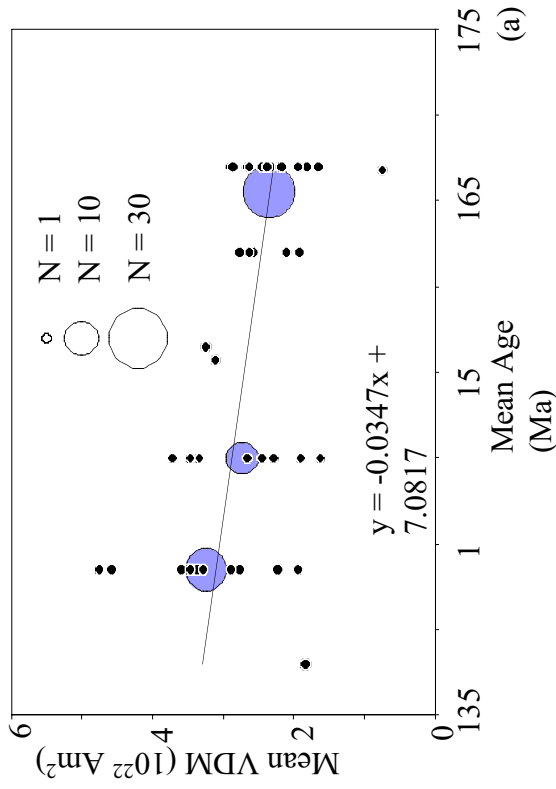 6
4
2
0
Mean VDM (10²² Am²)
N = 1
N = 10
N = 30
y = -0.0347x +
7.0817
135
1
15
165
175
Mean Age
(Ma)
(a)